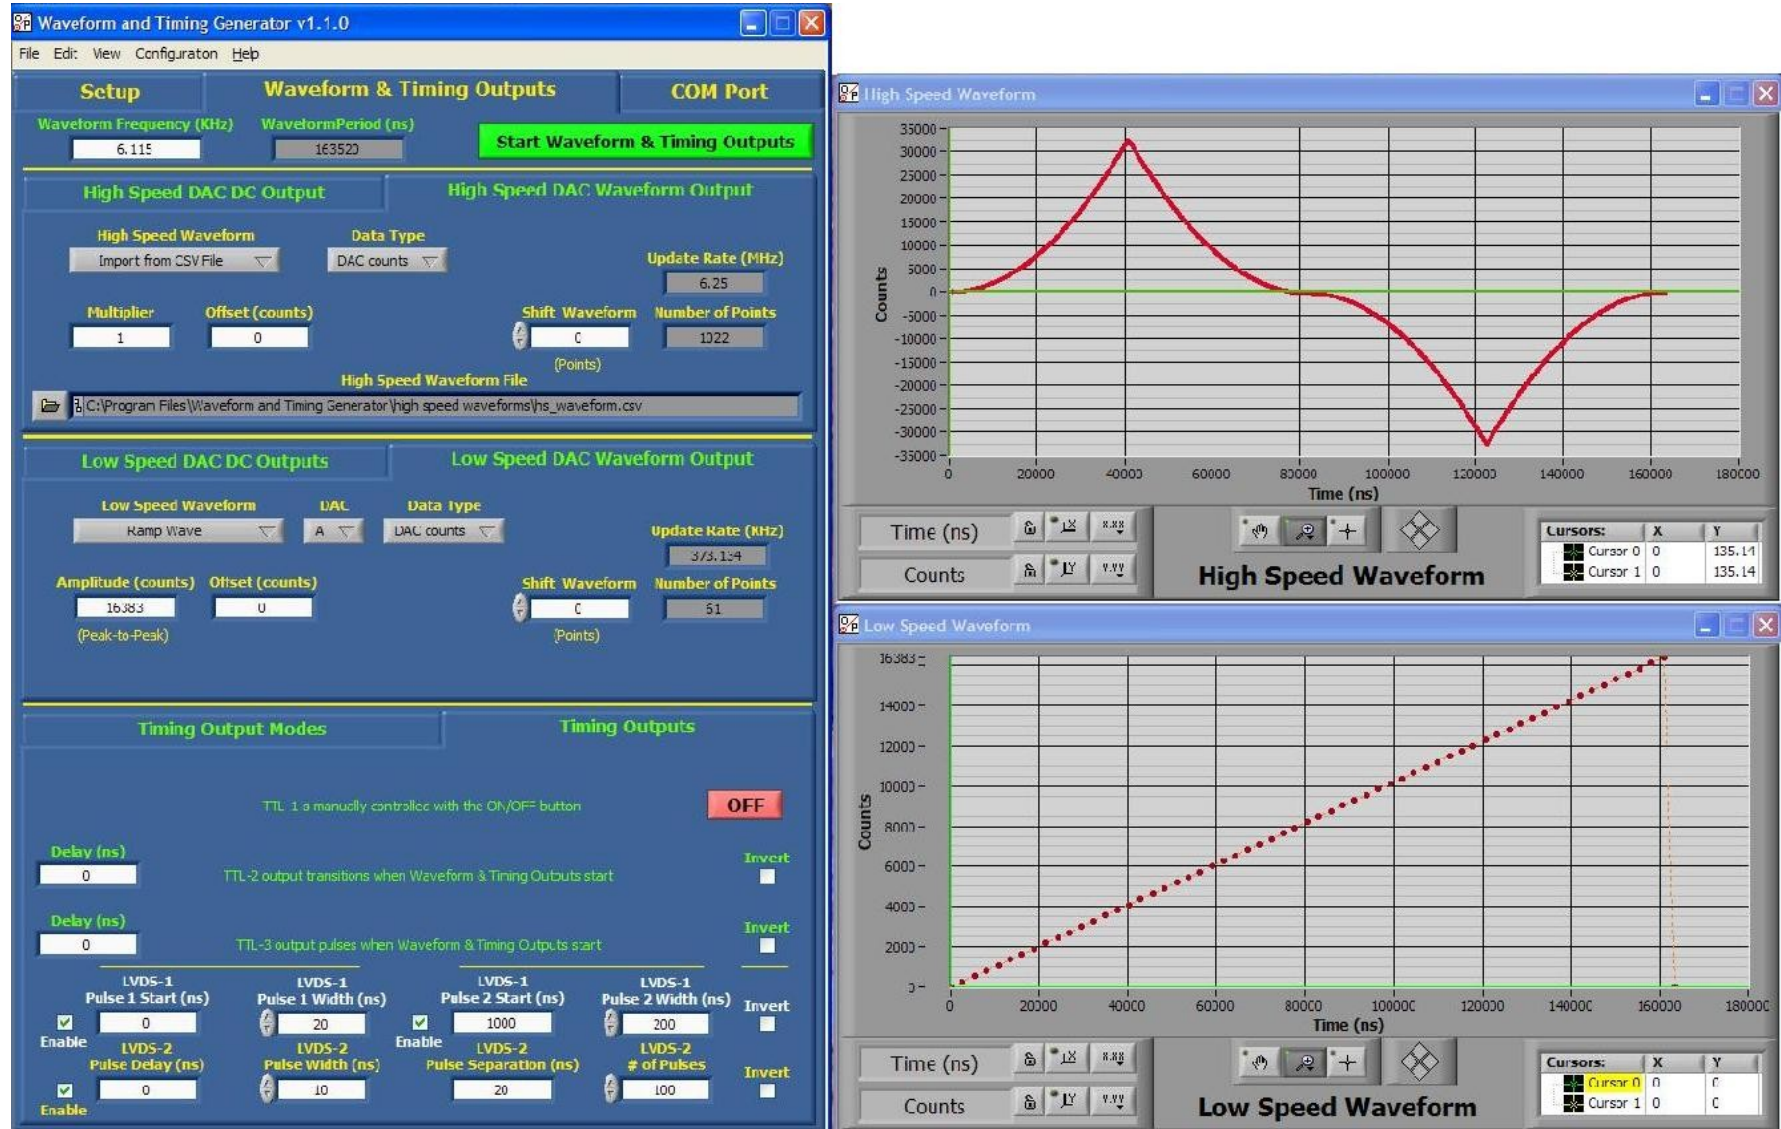 Waveform and Timing Generator v1.1.0
File Edit View Configuraton Help
Setup Waveform & Timing Outputs COM Port
Waveform Frequency (KHz) WaveformPeriod (ns)
6.115 163520 Start Waveform & Timing Outputs
High Speed DAC DC Output High Speed DAC Waveform Output
High Speed Waveform Data Type
Import from CSV File DAC counts
Update Rate (MHz)
6.25
Multiplier Offset (counts) Shift Waveform Number of Points
1 0 0 1022
(Points)
High Speed Waveform File
C:\Program Files\Waveform and Timing Generator\high speed waveforms\hs_waveform.csv
Low Speed DAC DC Outputs Low Speed DAC Waveform Output
Low Speed Waveform DAC Data Type
Ramp Wave A DAC counts
Update Rate (KHz)
373.134
Amplitude (counts) Offset (counts) Shift Waveform Number of Points
16383 0 0 61
(Peak-to-Peak) (Points)
Timing Output Modes Timing Outputs
TTL-1 is manually controlled with the ON/OFF button OFF
Delay (ns) Invert
0 TTL-2 output transitions when Waveform & Timing Outputs start
Delay (ns) Invert
0 TTL-3 output pulses when Waveform & Timing Outputs start
LVDS-1 LVDS-1 LVDS-1 LVDS-1
Pulse 1 Start (ns) Pulse 1 Width (ns) Pulse 2 Start (ns) Pulse 2 Width (ns) Invert
0 20 1000 200
Enable Enable
LVDS-2 LVDS-2 LVDS-2 LVDS-2
Pulse Delay (ns) Pulse Width (ns) Pulse Separation (ns) # of Pulses Invert
0 10 20 100
Enable
High Speed Waveform
35000
30000
25000
20000
15000
10000
5000
0
-5000
-10000
-15000
-20000
-25000
-30000
-35000
Counts
0 20000 40000 60000 80000 100000 120000 140000 160000 180000
Time (ns)
Time (ns) X.XX
Counts Y.YY
High Speed Waveform
Cursors: X Y
Cursor 0 0 135.14
Cursor 1 0 135.14
Low Speed Waveform
16383
14000
12000
10000
8000
6000
4000
2000
0
Counts
0 20000 40000 60000 80000 100000 120000 140000 160000 180000
Time (ns)
Time (ns) X.XX
Counts Y.YY
Low Speed Waveform
Cursors: X Y
Cursor 0 0 0
Cursor 1 0 0